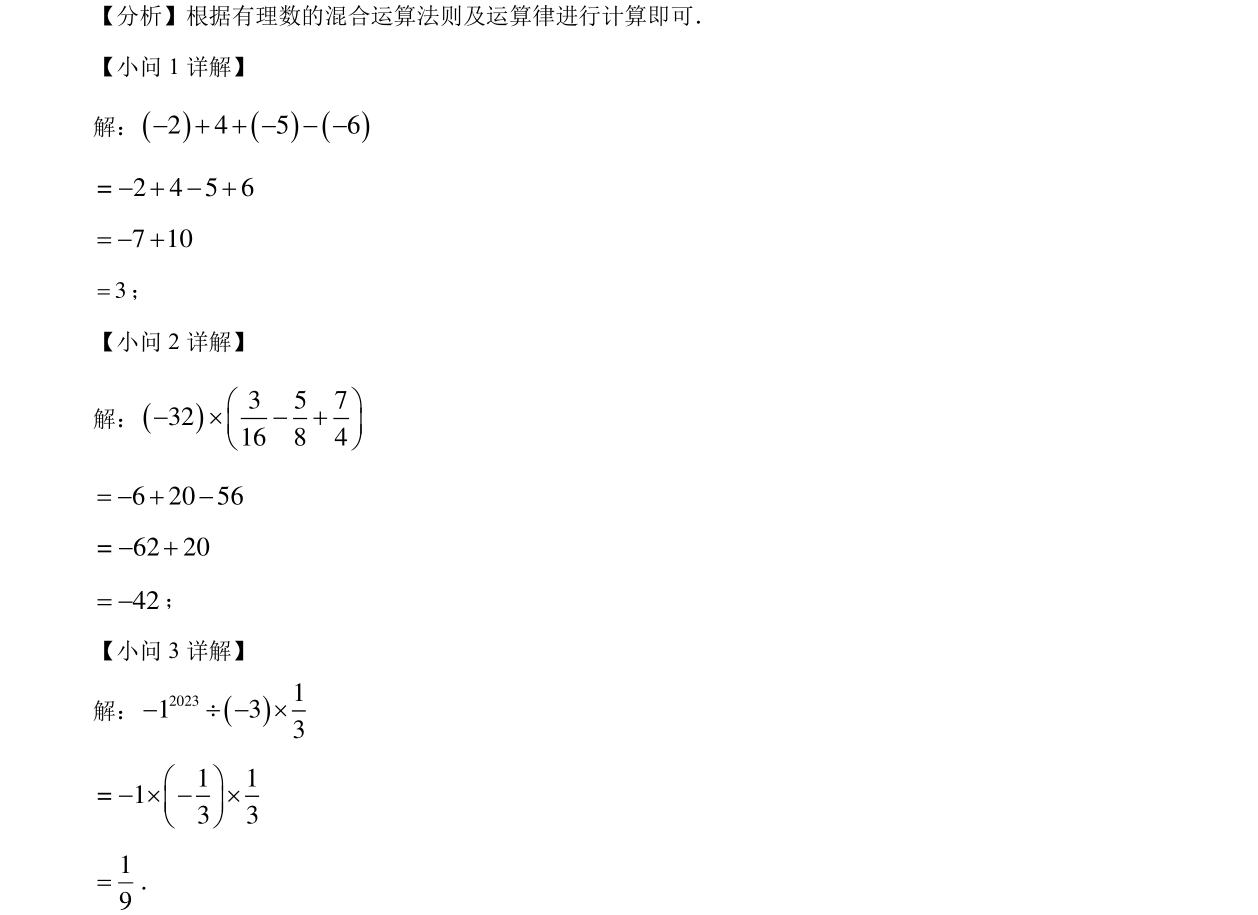 【分析】根据有理数的混合运算法则及运算律进行计算即可．
【小问 1 详解】
解：(−2)+4+(−5)−(−6)
=−2+4−5+6
=−7+10
=3；
【小问 2 详解】
解：(−32)×(3/16−5/8+7/4)
=−6+20−56
=−62+20
=−42；
【小问 3 详解】
解：−1^2023÷(−3)×1/3
=−1×(−1/3)×1/3
=1/9．